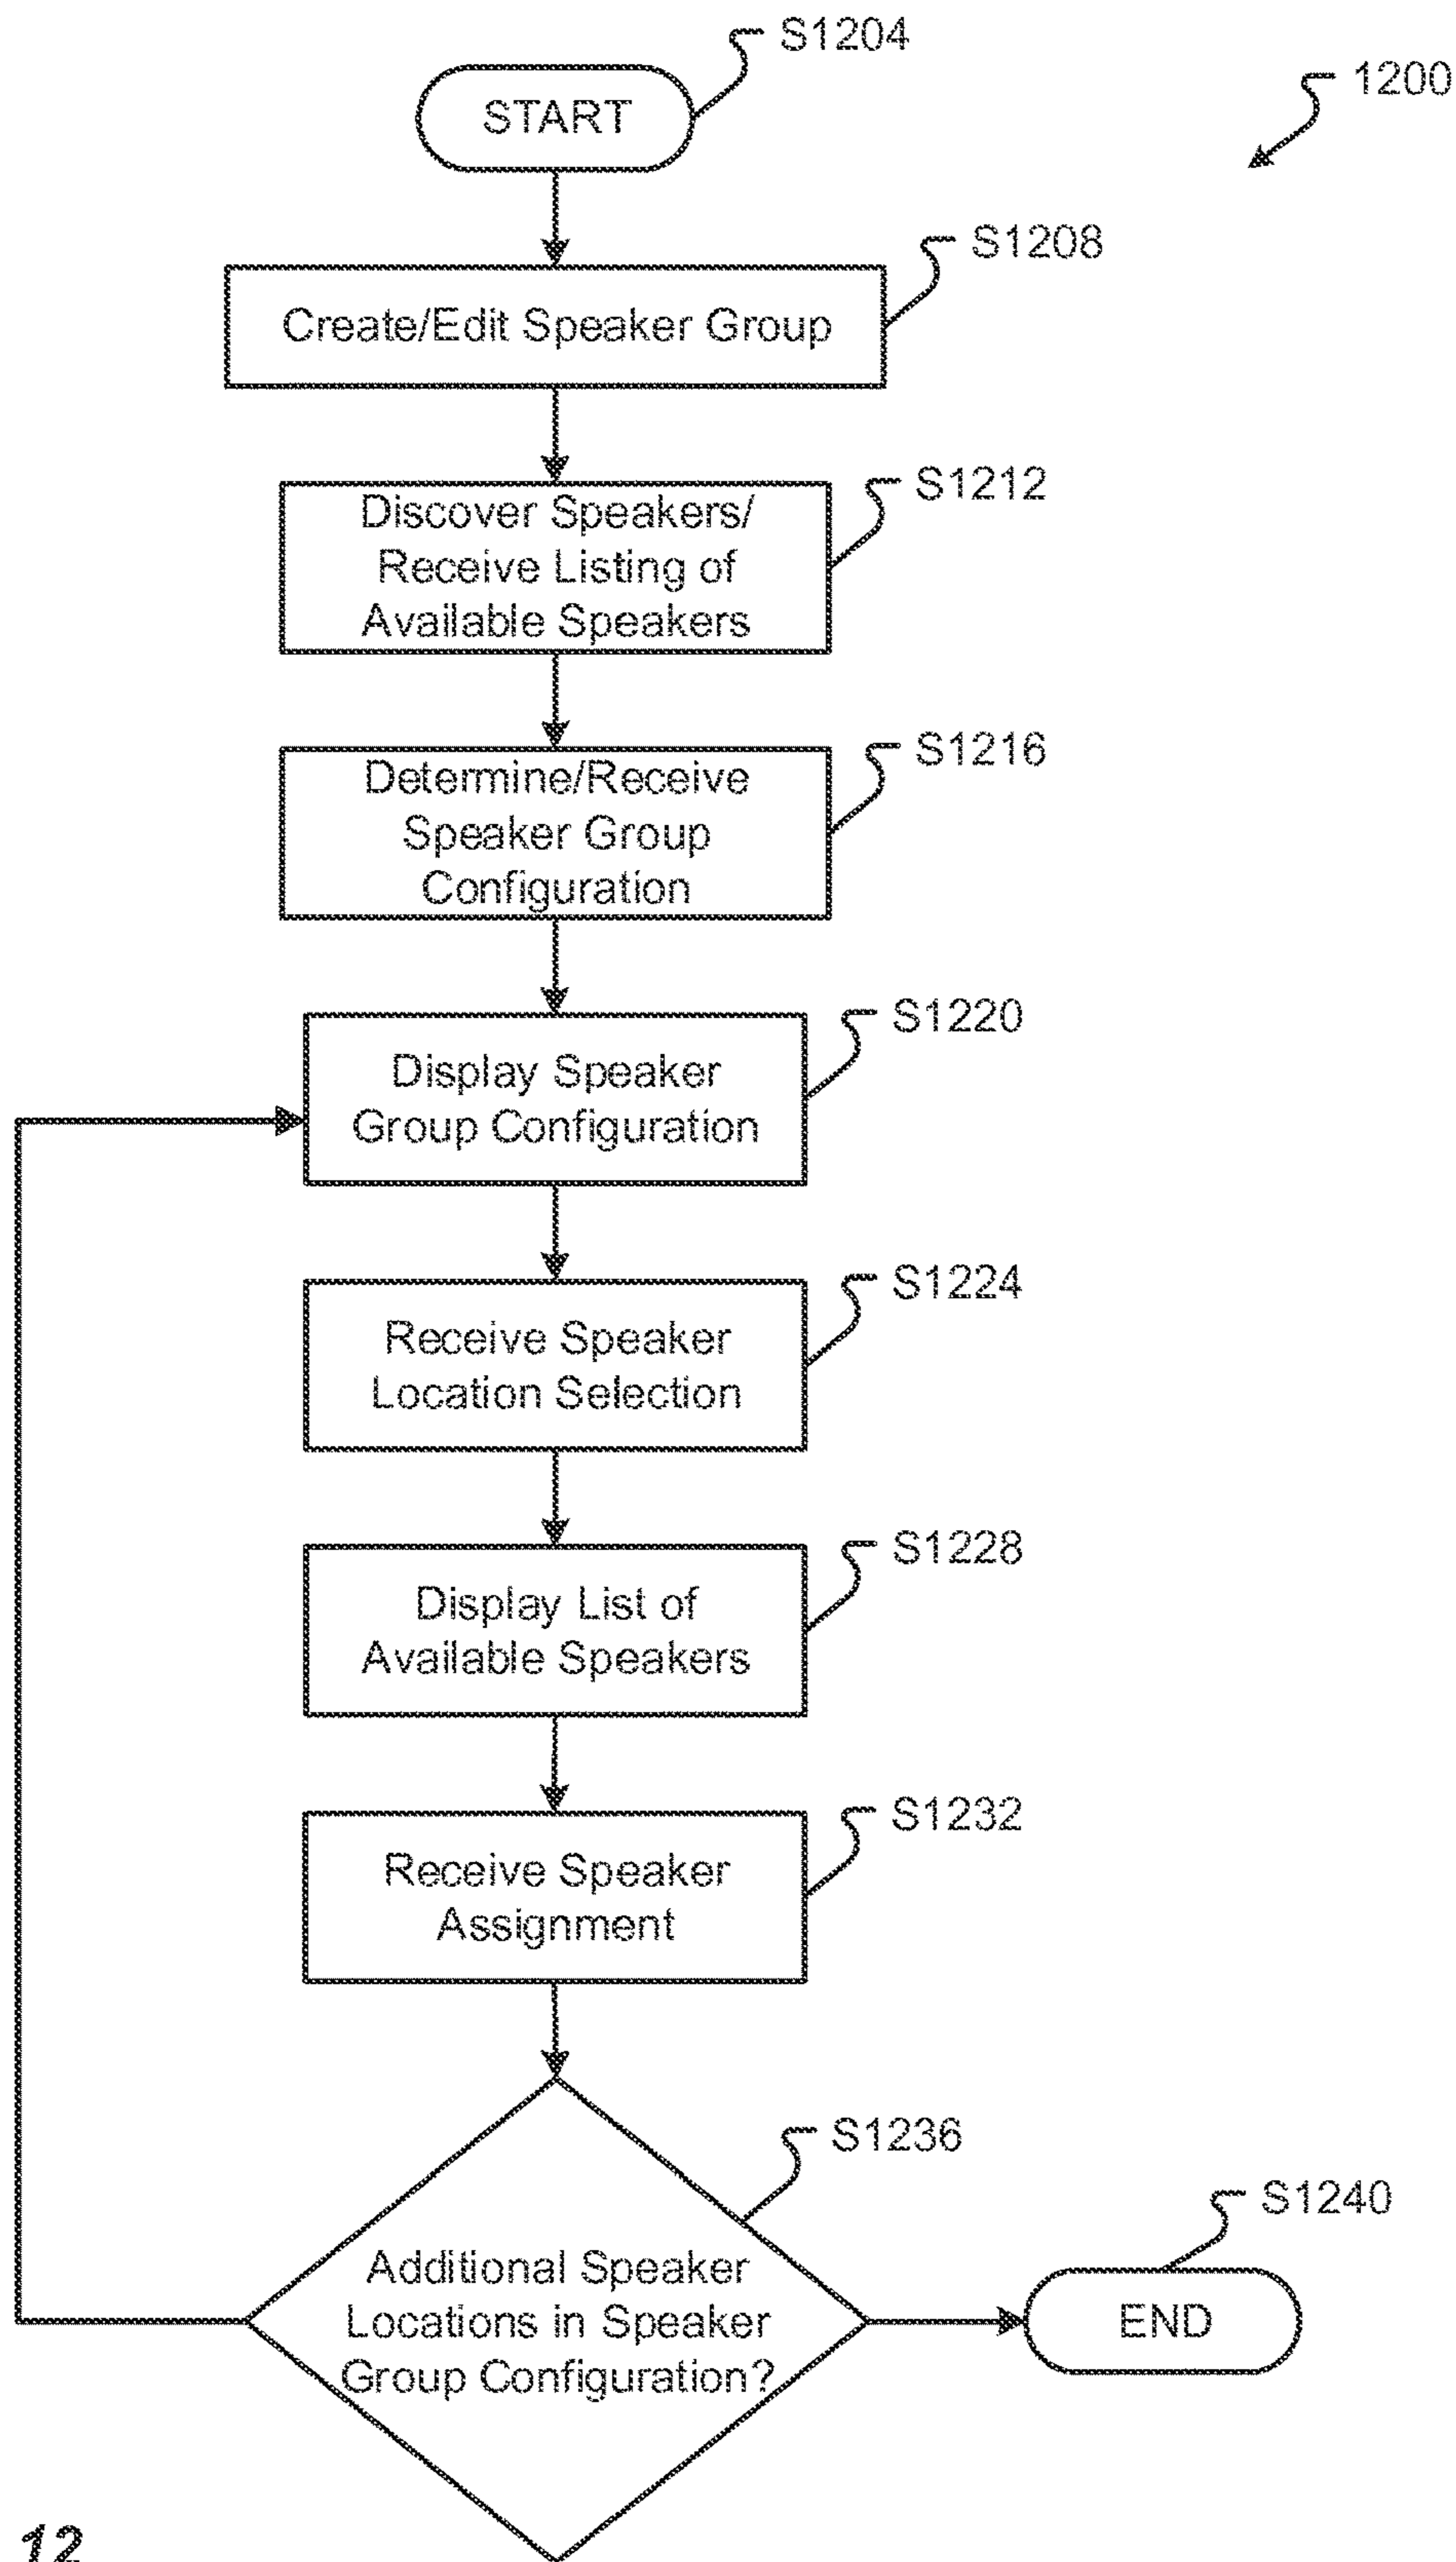 S1204
1200
START
S1208
Create/Edit Speaker Group
S1212
Discover Speakers/
Receive Listing of
Available Speakers
S1216
Determine/Receive
Speaker Group
Configuration
S1220
Display Speaker
Group Configuration
S1224
Receive Speaker
Location Selection
S1228
Display List of
Available Speakers
S1232
Receive Speaker
Assignment
S1236
S1240
Additional Speaker
Locations in Speaker
Group Configuration?
END
12